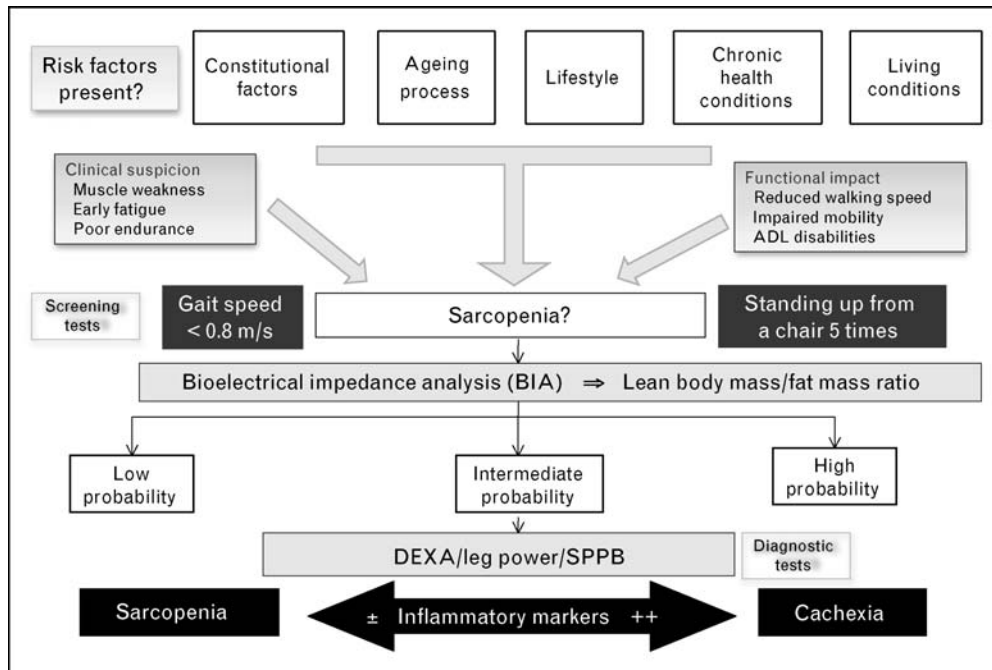 Risk factors
present?
Constitutional
factors
Ageing
process
Lifestyle
Chronic
health
conditions
Living
conditions
Clinical suspicion
Muscle weakness
Early fatigue
Poor endurance
Functional impact
Reduced walking speed
Impaired mobility
ADL disabilities
Screening
tests
Gait speed
< 0.8 m/s
Sarcopenia?
Standing up from
a chair 5 times
Bioelectrical impedance analysis (BIA) ⇒ Lean body mass/fat mass ratio
Low
probability
Intermediate
probability
High
probability
DEXA/leg power/SPPB
Diagnostic
tests
Sarcopenia
± Inflammatory markers ++
Cachexia